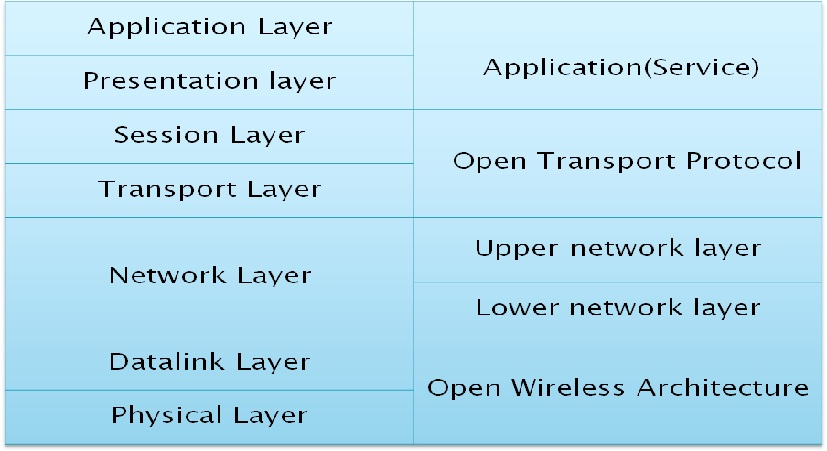 Application Layer
Presentation layer
Application(Service)
Session Layer
Transport Layer
Open Transport Protocol
Network Layer
Upper network layer
Lower network layer
Datalink Layer
Physical Layer
Open Wireless Architecture